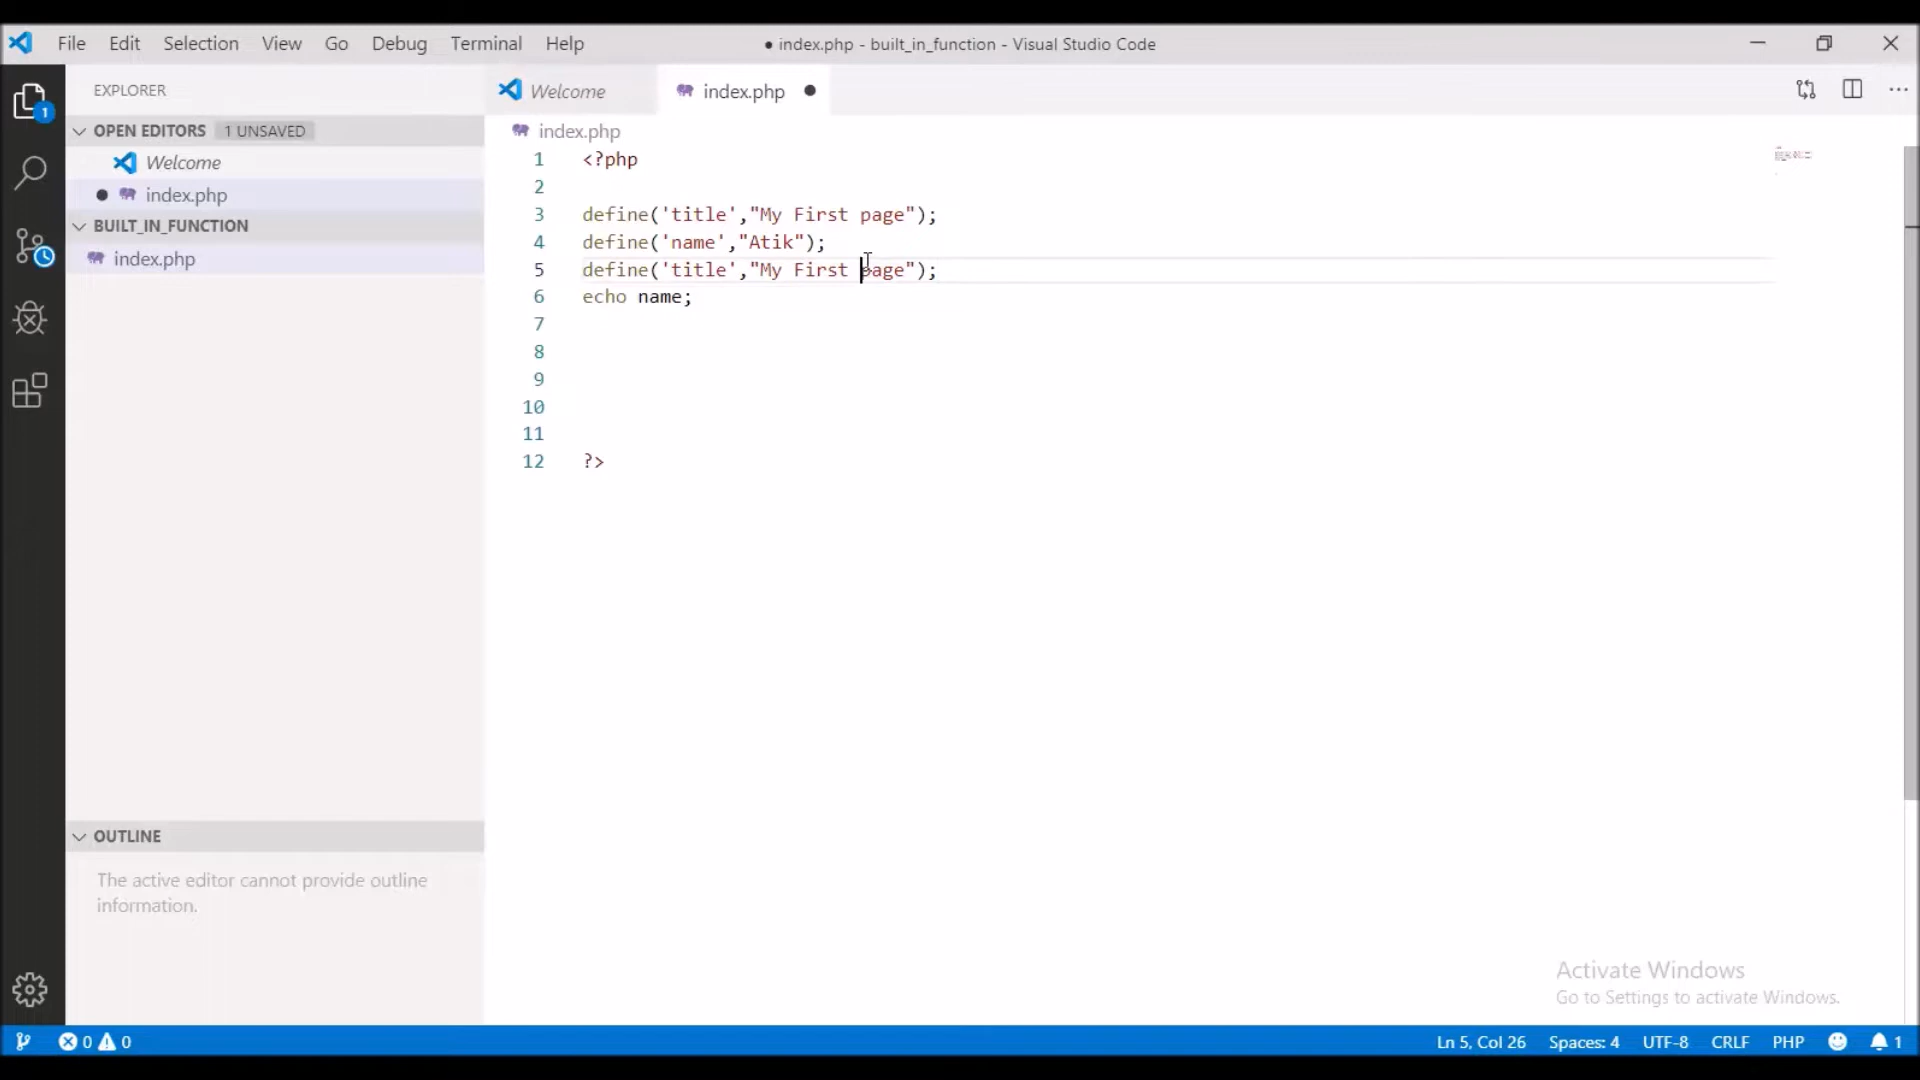 File Edit Selection View Go Debug Terminal Help
● index.php - built_in_function - Visual Studio Code
EXPLORER
OPEN EDITORS 1 UNSAVED
Welcome
index.php
BUILT_IN_FUNCTION
index.php
OUTLINE
The active editor cannot provide outline
information.
1
Welcome
index.php
index.php
1 <?php
2
3 define('title',"My First page");
4 define('name',"Atik");
5 define('title',"My First page");
6 echo name;
7
8
9
10
11
12 ?>
Activate Windows
Go to Settings to activate Windows.
0 0
Ln 5, Col 26 Spaces: 4 UTF-8 CRLF PHP 1